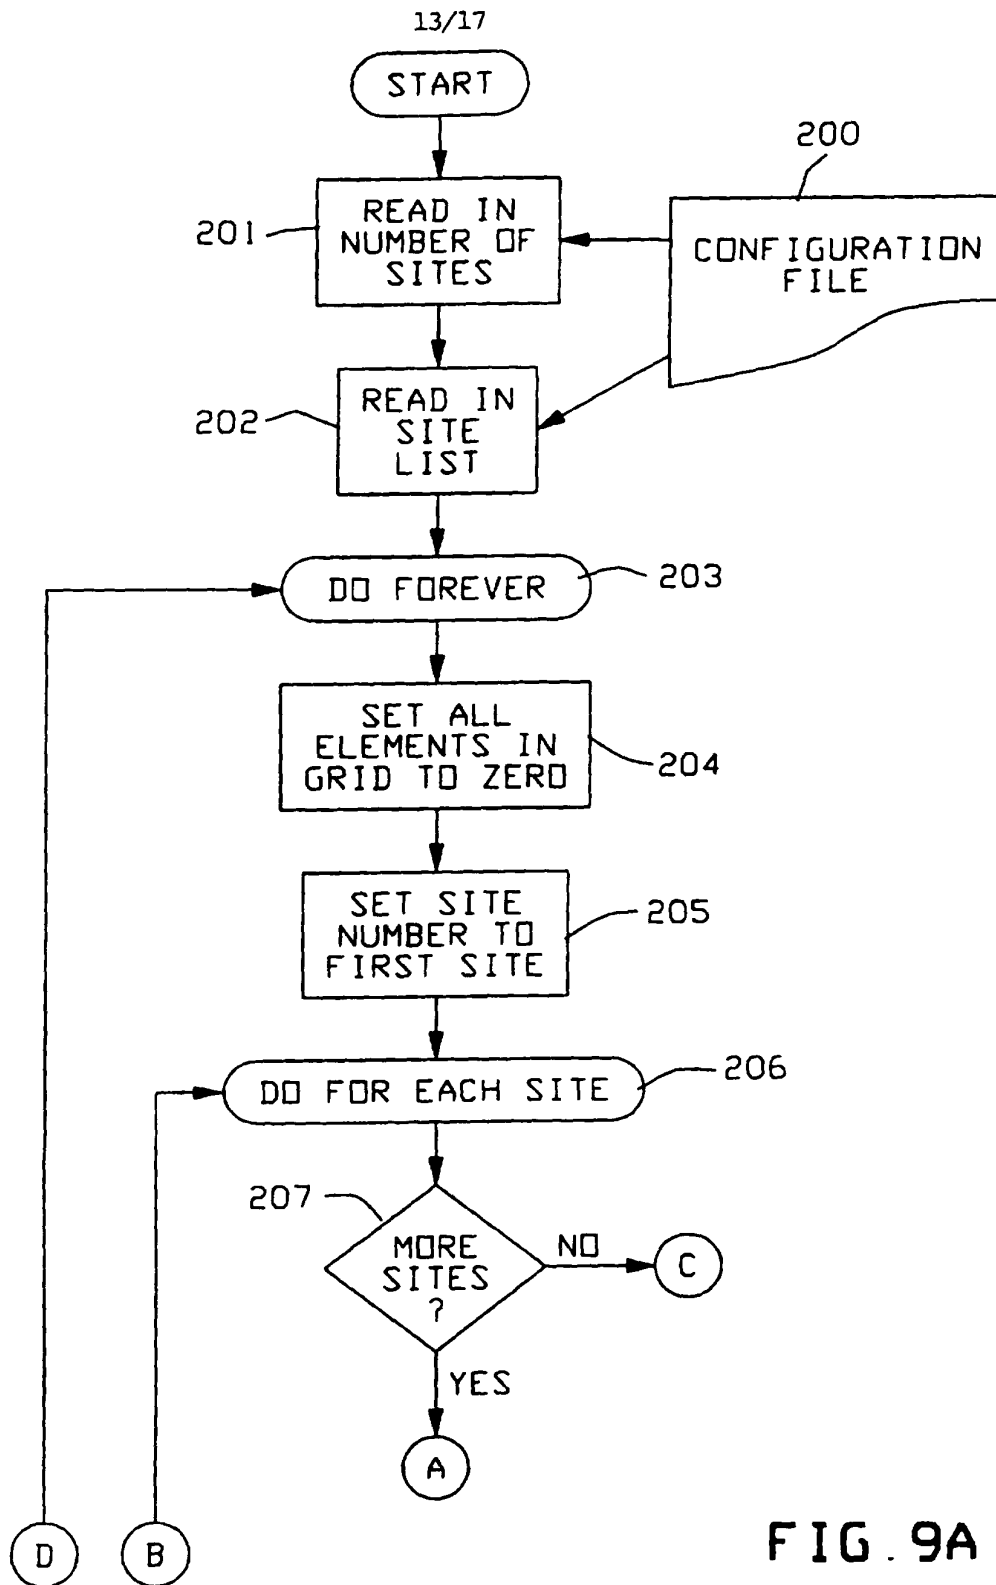 13/17
START
200
201
READ IN
NUMBER OF
SITES
CONFIGURATION
FILE
202
READ IN
SITE
LIST
DO FOREVER
203
SET ALL
ELEMENTS IN
GRID TO ZERO
204
SET SITE
NUMBER TO
FIRST SITE
205
DO FOR EACH SITE
206
207
MORE
SITES
?
NO
C
YES
A
D
B
FIG. 9A